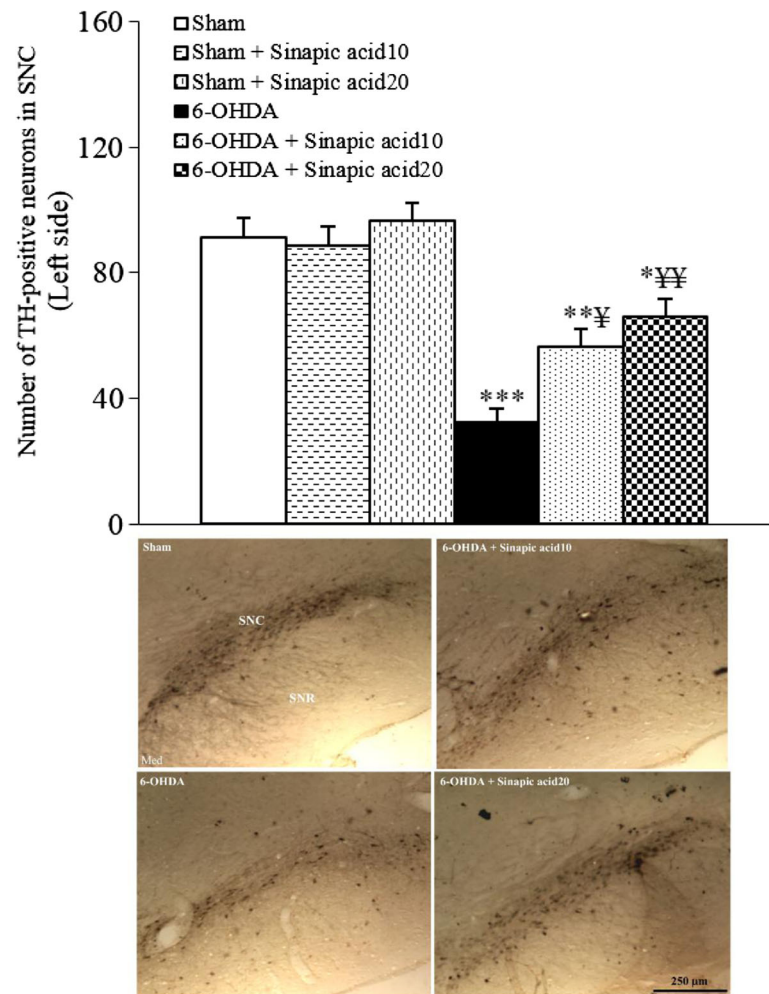 Number of TH-positive neurons in SNC
(Left side)
160
120
80
40
0
Sham
Sham + Sinapic acid10
Sham + Sinapic acid20
6-OHDA
6-OHDA + Sinapic acid10
6-OHDA + Sinapic acid20
***
**¥
*¥¥
Sham
SNC
SNR
Med
6-OHDA + Sinapic acid10
6-OHDA
6-OHDA + Sinapic acid20
250 µm